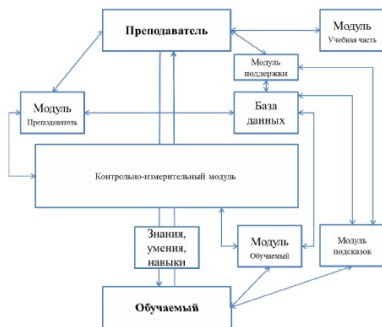 Преподаватель
Модуль
Учебная часть
Модуль
поддержки
Модуль
Преподаватель
База
данных
Контрольно-измерительный модуль
Знания,
умения,
навыки
Модуль
Обучаемый
Модуль
подсказок
Обучаемый